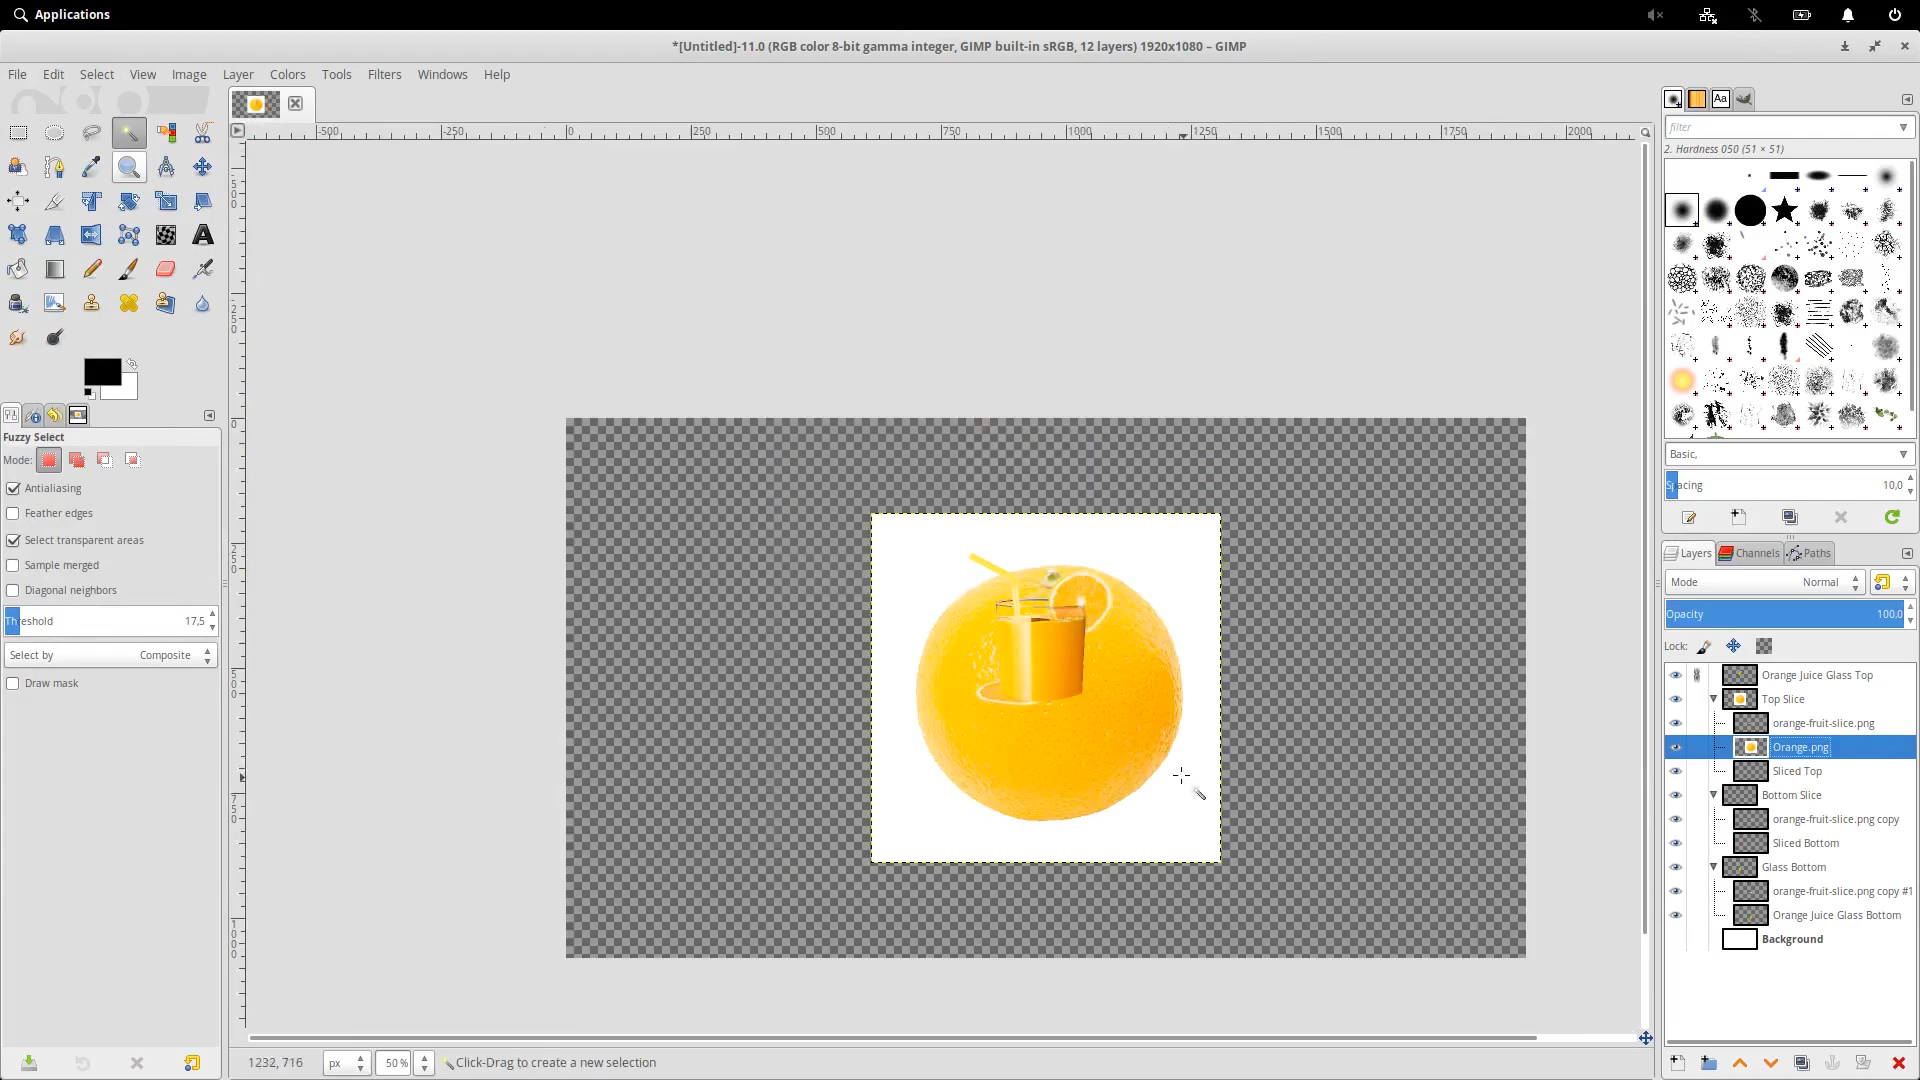 Applications
*[Untitled]-11.0 (RGB color 8-bit gamma integer, GIMP built-in sRGB, 12 layers) 1920x1080 – GIMP
File Edit Select View Image Layer Colors Tools Filters Windows Help
-500 -250 0 250 500 750 1000 1250 1500 1750 2000
filter
2. Hardness 050 (51 × 51)
Fuzzy Select
Mode:
Antialiasing
Feather edges
Select transparent areas
Sample merged
Diagonal neighbors
Threshold 17,5
Select by Composite
Draw mask
Basic,
Spacing 10,0
Layers Channels Paths
Mode Normal
Opacity 100,0
Lock:
Orange Juice Glass Top
Top Slice
orange-fruit-slice.png
Orange.png
Sliced Top
Bottom Slice
orange-fruit-slice.png copy
Sliced Bottom
Glass Bottom
orange-fruit-slice.png copy #1
Orange Juice Glass Bottom
Background
1232, 716 px 50 % Click-Drag to create a new selection